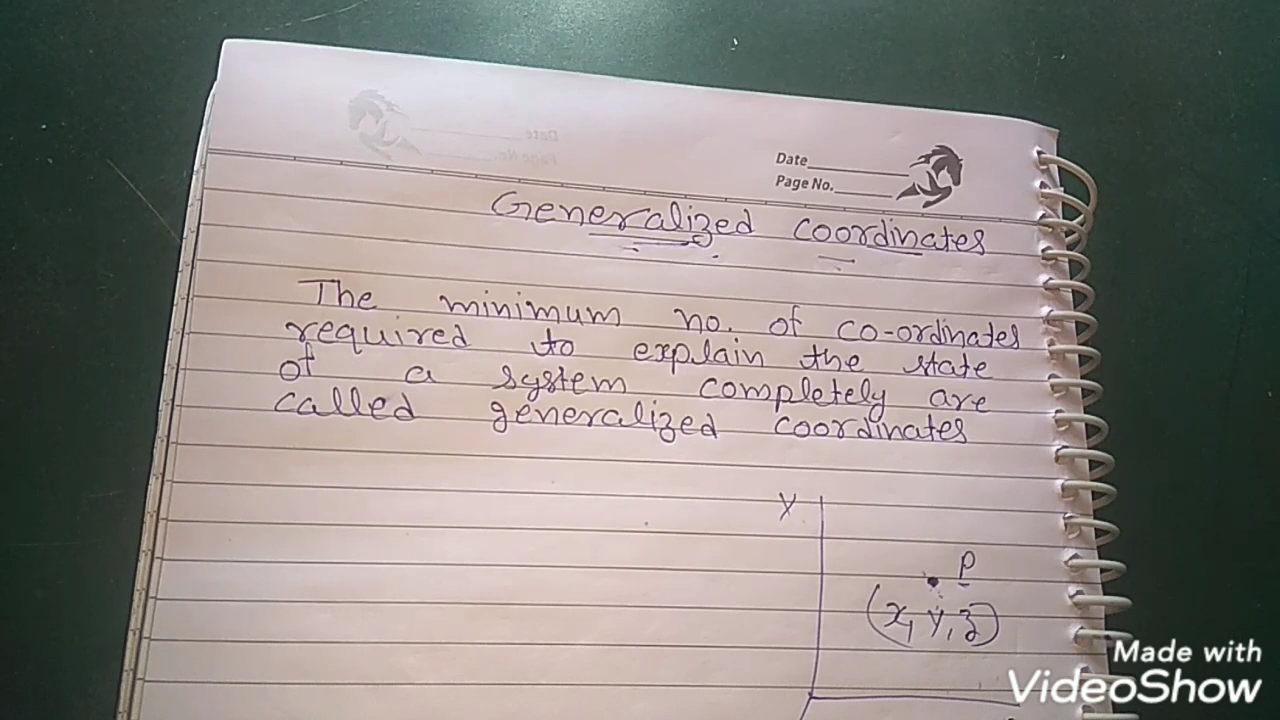 Date
Page No.
Generalized coordinates
The minimum no. of co-ordinates
required to explain the state
of a system completely are
called generalized coordinates
Y
P
(x, y, z)
Made with
VideoShow